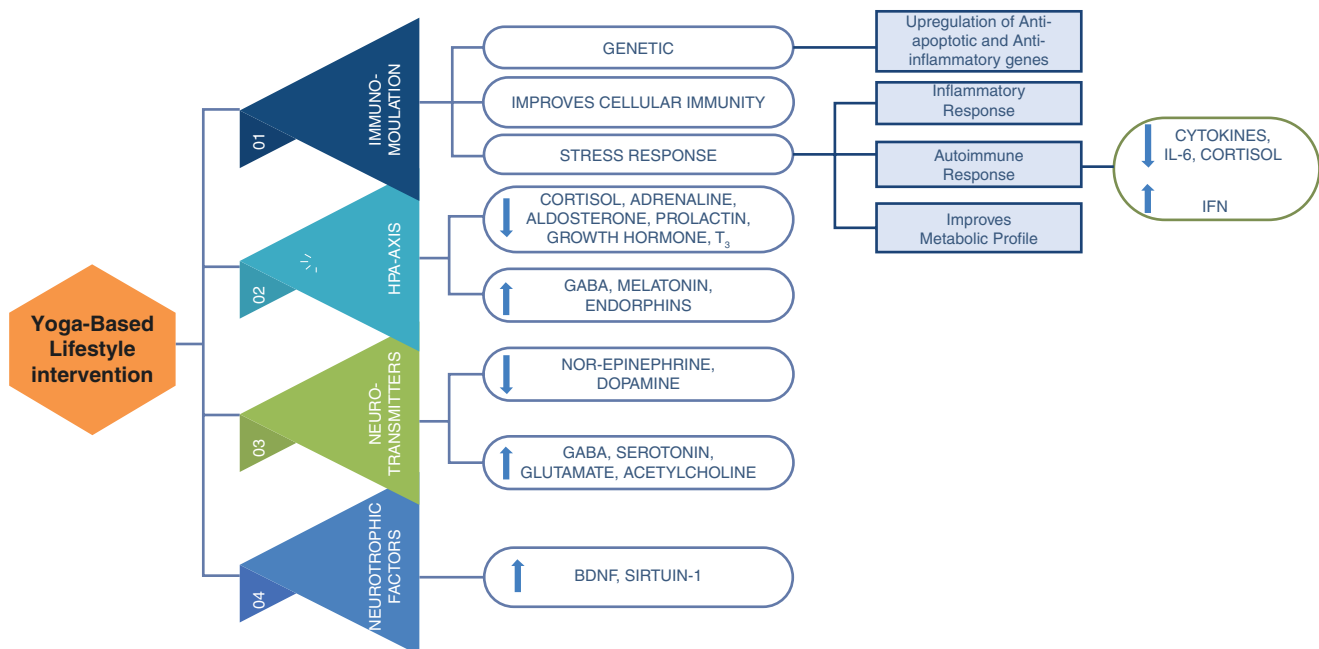 Yoga-Based
Lifestyle
intervention
01
IMMUNO-
MOULATION
GENETIC
Upregulation of Anti-
apoptotic and Anti-
inflammatory genes
IMPROVES CELLULAR IMMUNITY
STRESS RESPONSE
Inflammatory
Response
Autoimmune
Response
CYTOKINES,
IL-6, CORTISOL
IFN
Improves
Metabolic Profile
02
HPA-AXIS
CORTISOL, ADRENALINE,
ALDOSTERONE, PROLACTIN,
GROWTH HORMONE, T₃
GABA, MELATONIN,
ENDORPHINS
03
NEURO-
TRANSMITTERS
NOR-EPINEPHRINE,
DOPAMINE
GABA, SEROTONIN,
GLUTAMATE, ACETYLCHOLINE
04
NEUROTROPHIC
FACTORS
BDNF, SIRTUIN-1